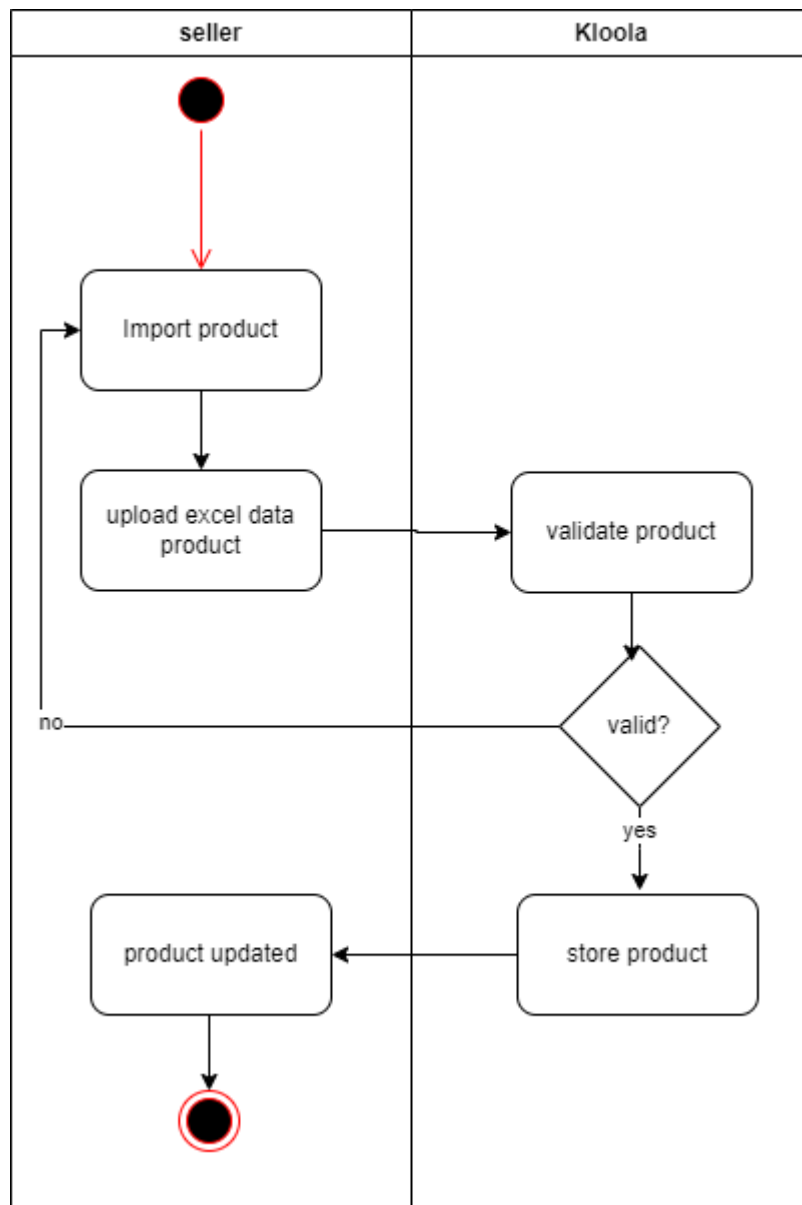 seller
Kloola
Import product
upload excel data
product
validate product
valid?
no
yes
product updated
store product